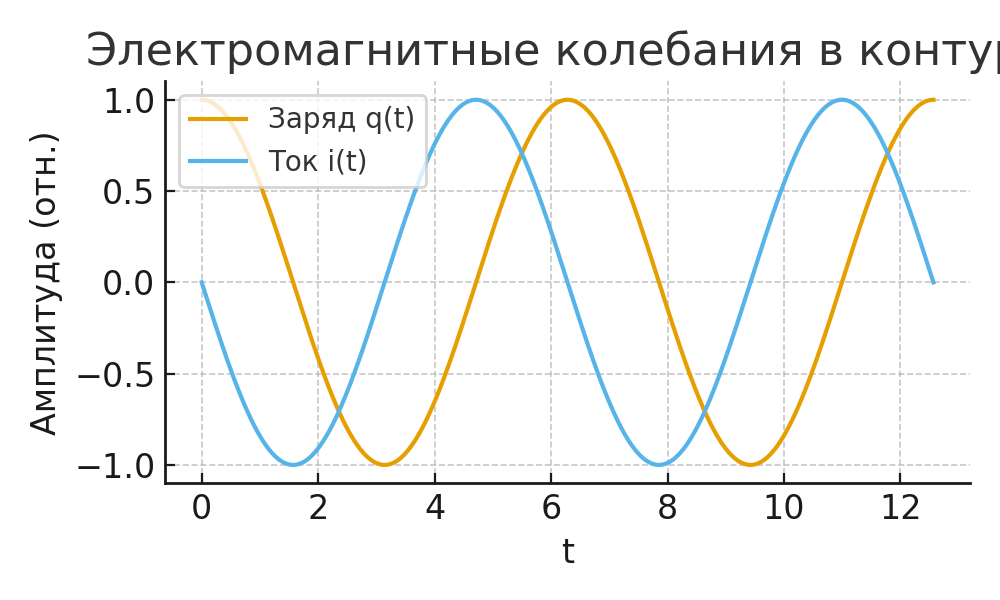 Электромагнитные колебания в контур
Заряд q(t)
Ток i(t)
Амплитуда (отн.)
1.0
0.5
0.0
−0.5
−1.0
0 2 4 6 8 10 12
t